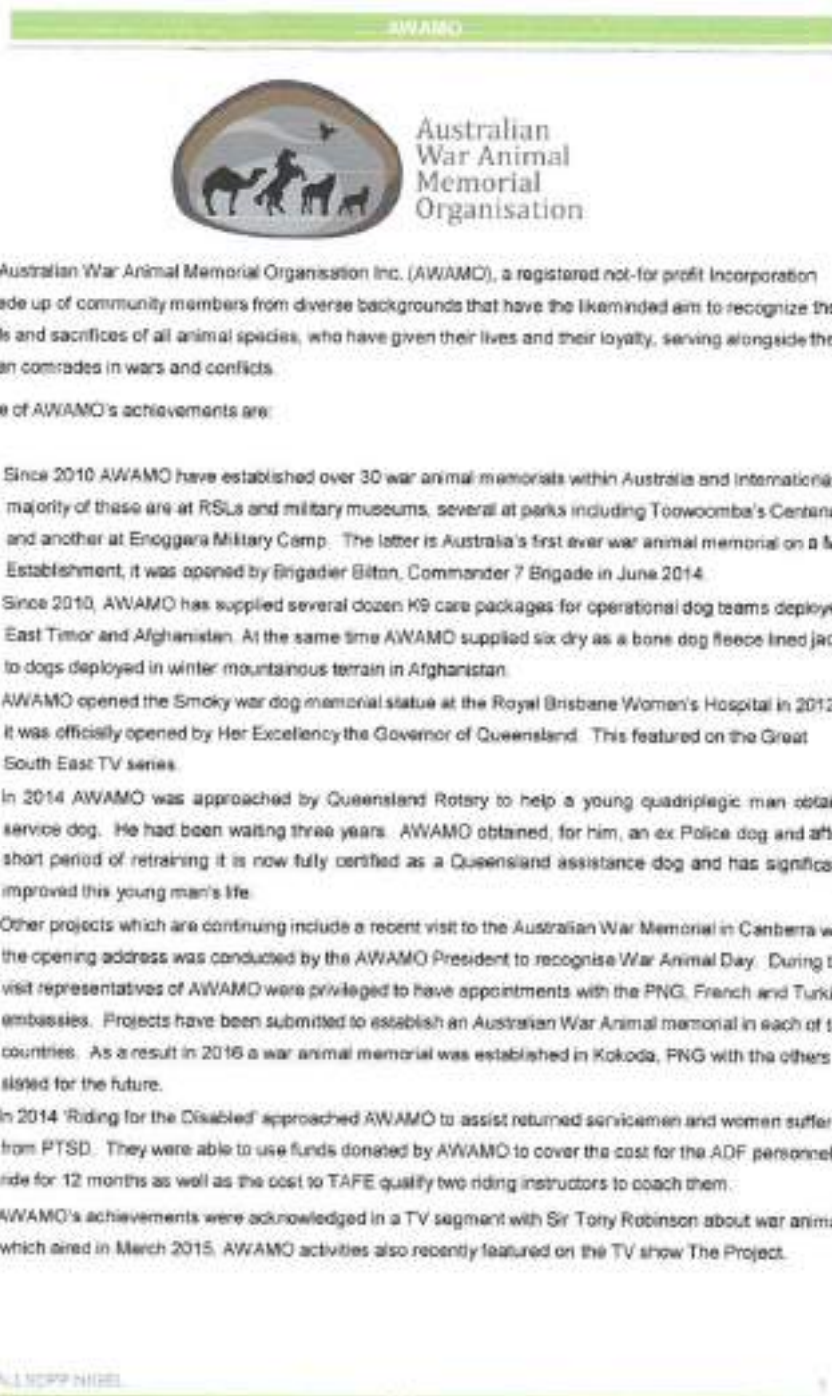 AWAMO
Australian
War Animal
Memorial
Organisation
Australian War Animal Memorial Organisation Inc. (AWAMO), a registered not-for profit Incorporation
ade up of community members from diverse backgrounds that have the likeminded aim to recognize the
ls and sacrifices of all animal species, who have given their lives and their loyalty, serving alongside the
an comrades in wars and conflicts.
e of AWAMO's achievements are:
Since 2010 AWAMO have established over 30 war animal memorials within Australia and Internationa
majority of these are at RSLs and military museums, several at parks including Toowoomba's Centena
and another at Enoggera Military Camp. The latter is Australia's first ever war animal memorial on a M
Establishment, it was opened by Brigadier Bilton, Commander 7 Brigade in June 2014.
Since 2010, AWAMO has supplied several dozen K9 care packages for operational dog teams deploye
East Timor and Afghanistan. At the same time AWAMO supplied six dry as a bone dog fleece lined jac
to dogs deployed in winter mountainous terrain in Afghanistan.
AWAMO opened the Smoky war dog memorial statue at the Royal Brisbane Women's Hospital in 2012
it was officially opened by Her Excellency the Governor of Queensland. This featured on the Great
South East TV series.
In 2014 AWAMO was approached by Queensland Rotary to help a young quadriplegic man obtai
service dog. He had been waiting three years. AWAMO obtained, for him, an ex Police dog and aft
short period of retraining it is now fully certified as a Queensland assistance dog and has significa
improved this young man's life.
Other projects which are continuing include a recent visit to the Australian War Memorial in Canberra w
the opening address was conducted by the AWAMO President to recognise War Animal Day. During t
visit representatives of AWAMO were privileged to have appointments with the PNG, French and Turki
embassies. Projects have been submitted to establish an Australian War Animal memorial in each of t
countries. As a result in 2016 a war animal memorial was established in Kokoda, PNG with the others
slated for the future.
In 2014 'Riding for the Disabled' approached AWAMO to assist returned servicemen and women suffer
from PTSD. They were able to use funds donated by AWAMO to cover the cost for the ADF personnel
ride for 12 months as well as the cost to TAFE qualify two riding instructors to coach them.
AWAMO's achievements were acknowledged in a TV segment with Sir Tony Robinson about war anima
which aired in March 2015. AWAMO activities also recently featured on the TV show The Project.
NIGEL